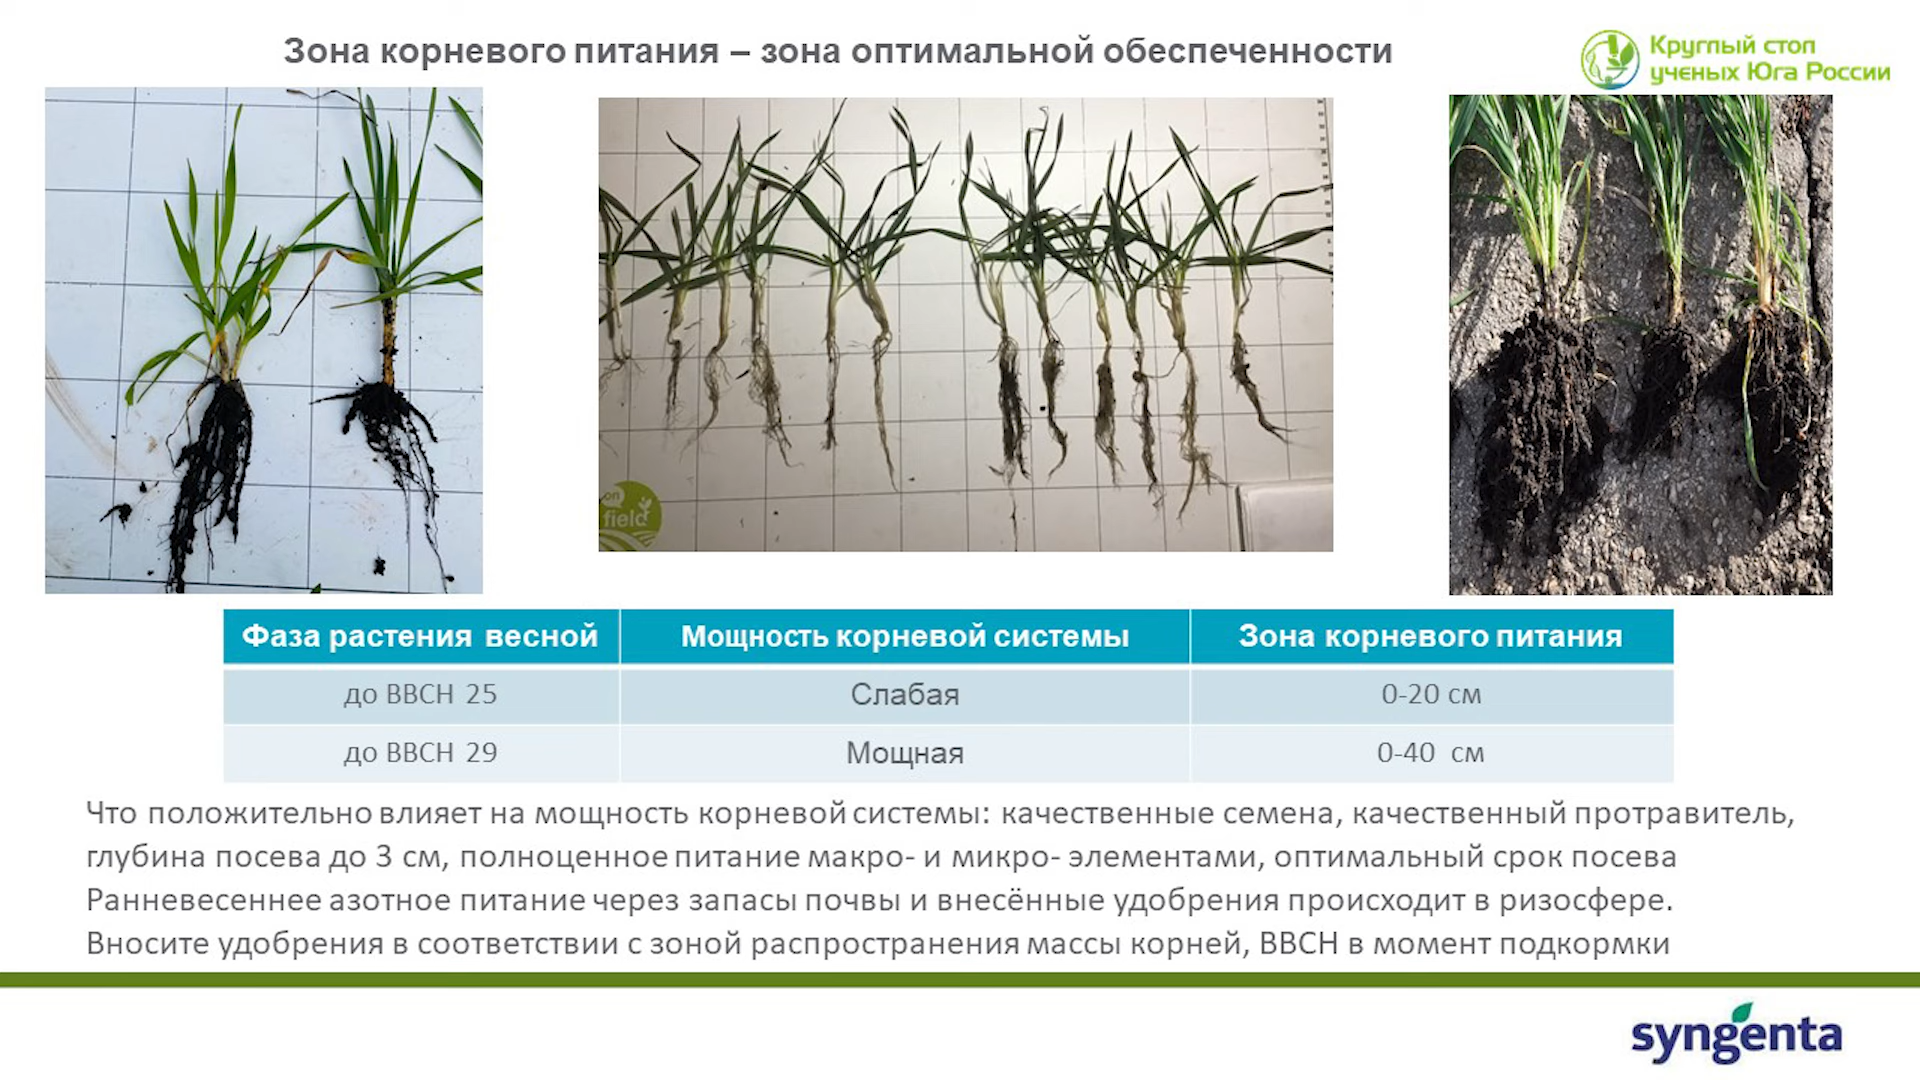 Зона корневого питания – зона оптимальной обеспеченности
Круглый стол
ученых Юга России
on
field
Фаза растения весной
Мощность корневой системы
Зона корневого питания
до ВВСН 25
Слабая
0-20 см
до ВВСН 29
Мощная
0-40 см
Что положительно влияет на мощность корневой системы: качественные семена, качественный протравитель,
глубина посева до 3 см, полноценное питание макро- и микро- элементами, оптимальный срок посева
Ранневесеннее азотное питание через запасы почвы и внесённые удобрения происходит в ризосфере.
Вносите удобрения в соответствии с зоной распространения массы корней, ВВСН в момент подкормки
syngenta